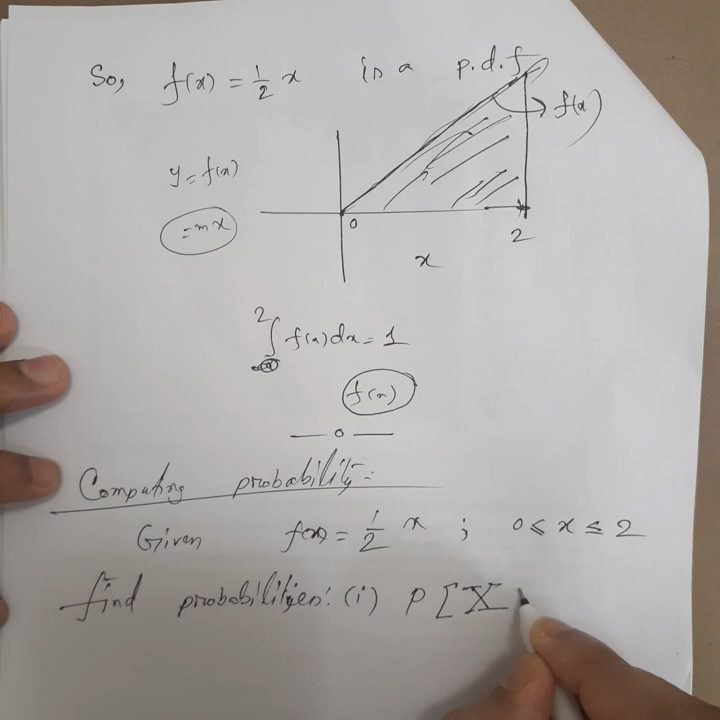 So, f(x) = 1/2 x is a p.d.f
f(x)
y = f(x)
= mx
0
2
x
2
∫ f(x) dx = 1
f(x)
— 0 —
Computing probability:
Given f(x) = 1/2 x ; 0 ≤ x ≤ 2
find probabilities: (i) P [X